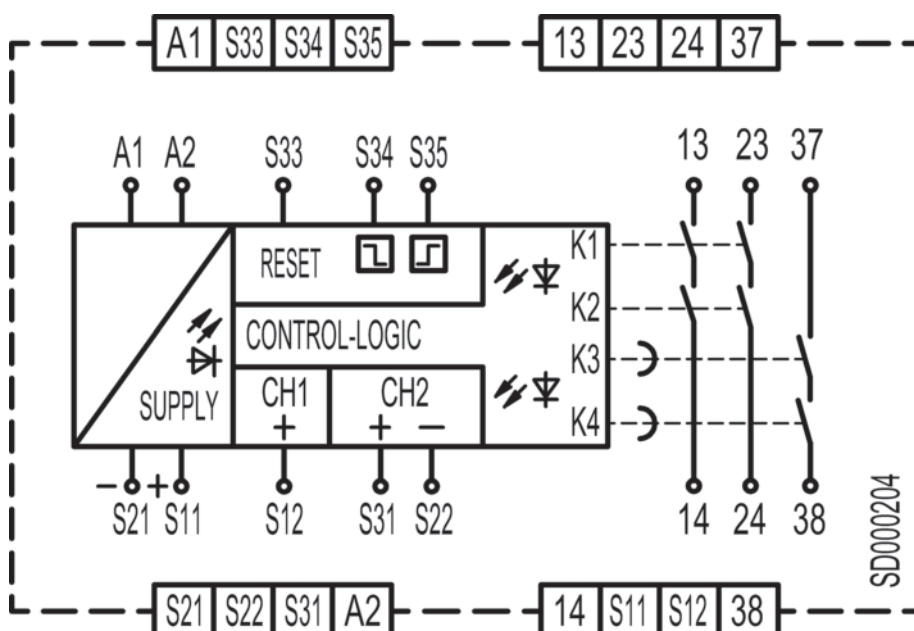 A1 S33 S34 S35 13 23 24 37
A1 A2 S33 S34 S35 13 23 37
RESET K1
K2
CONTROL-LOGIC
K3
SUPPLY CH1 CH2
+ + − K4
− + 
S21 S11 S12 S31 S22 14 24 38
SD000204
S21 S22 S31 A2 14 S11 S12 38